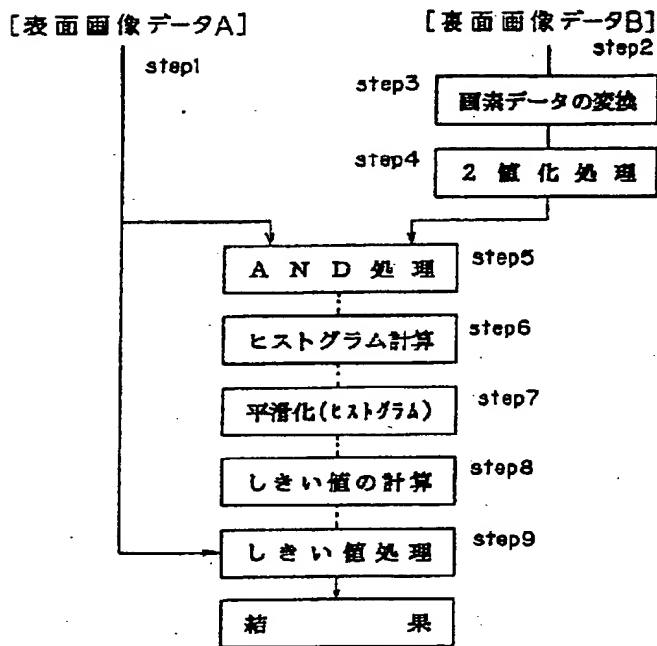 [表面画像データA]
[裏面画像データB]
step1
step2
step3
画素データの変換
step4
2値化処理
AND処理
step5
ヒストグラム計算
step6
平滑化(ヒストグラム)
step7
しきい値の計算
step8
しきい値処理
step9
結果